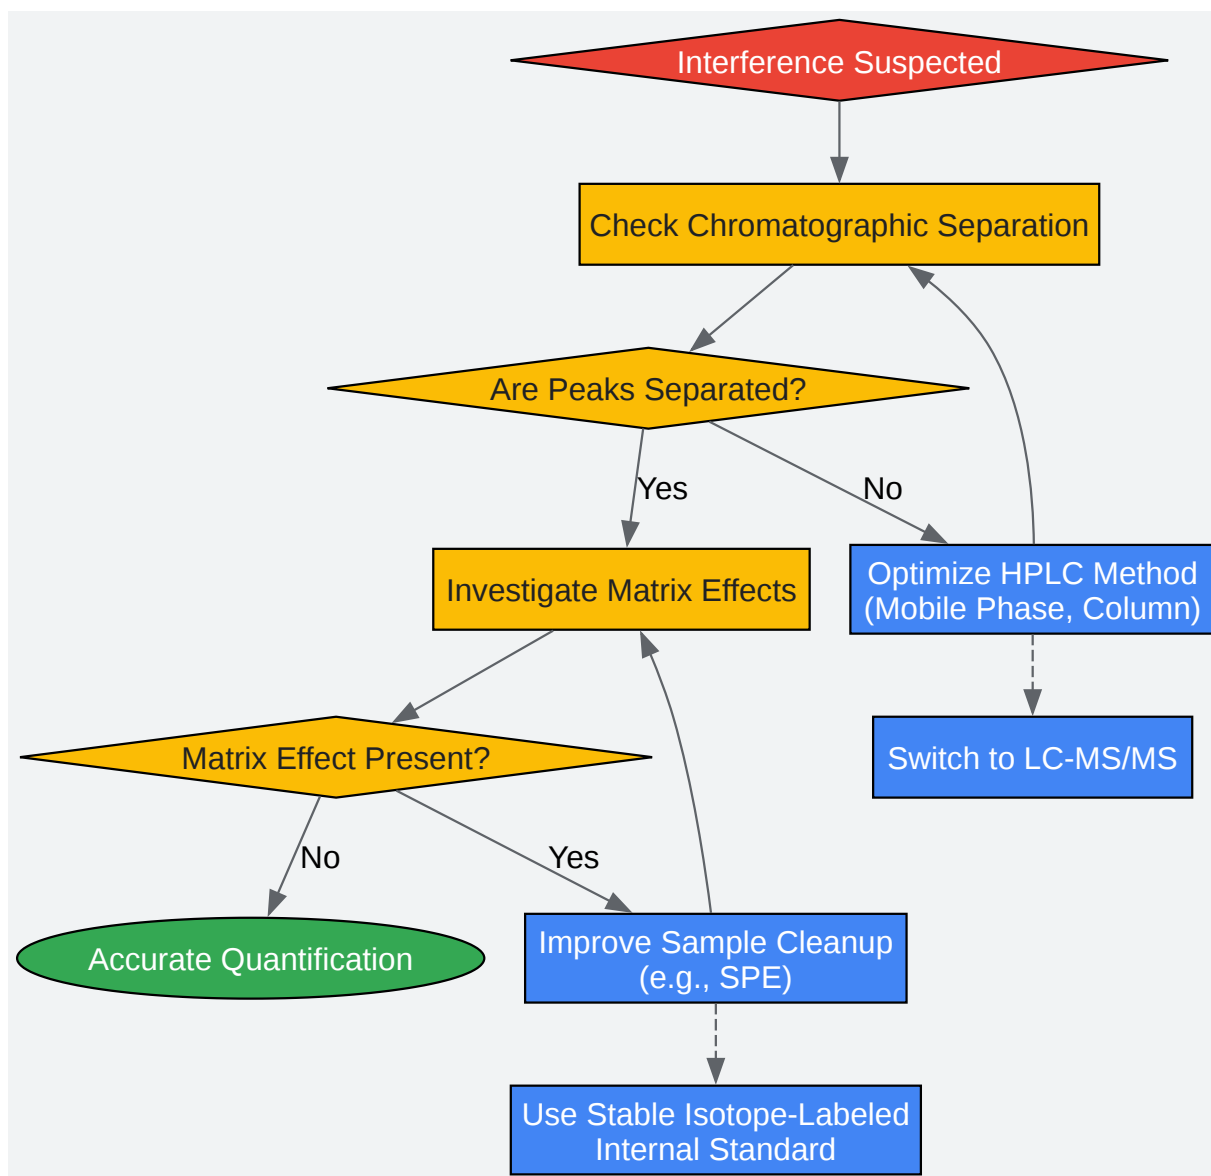 Interference Suspected
Check Chromatographic Separation
Are Peaks Separated?
Yes
No
Investigate Matrix Effects
Optimize HPLC Method
(Mobile Phase, Column)
Matrix Effect Present?
Switch to LC-MS/MS
No
Yes
Accurate Quantification
Improve Sample Cleanup
(e.g., SPE)
Use Stable Isotope-Labeled
Internal Standard